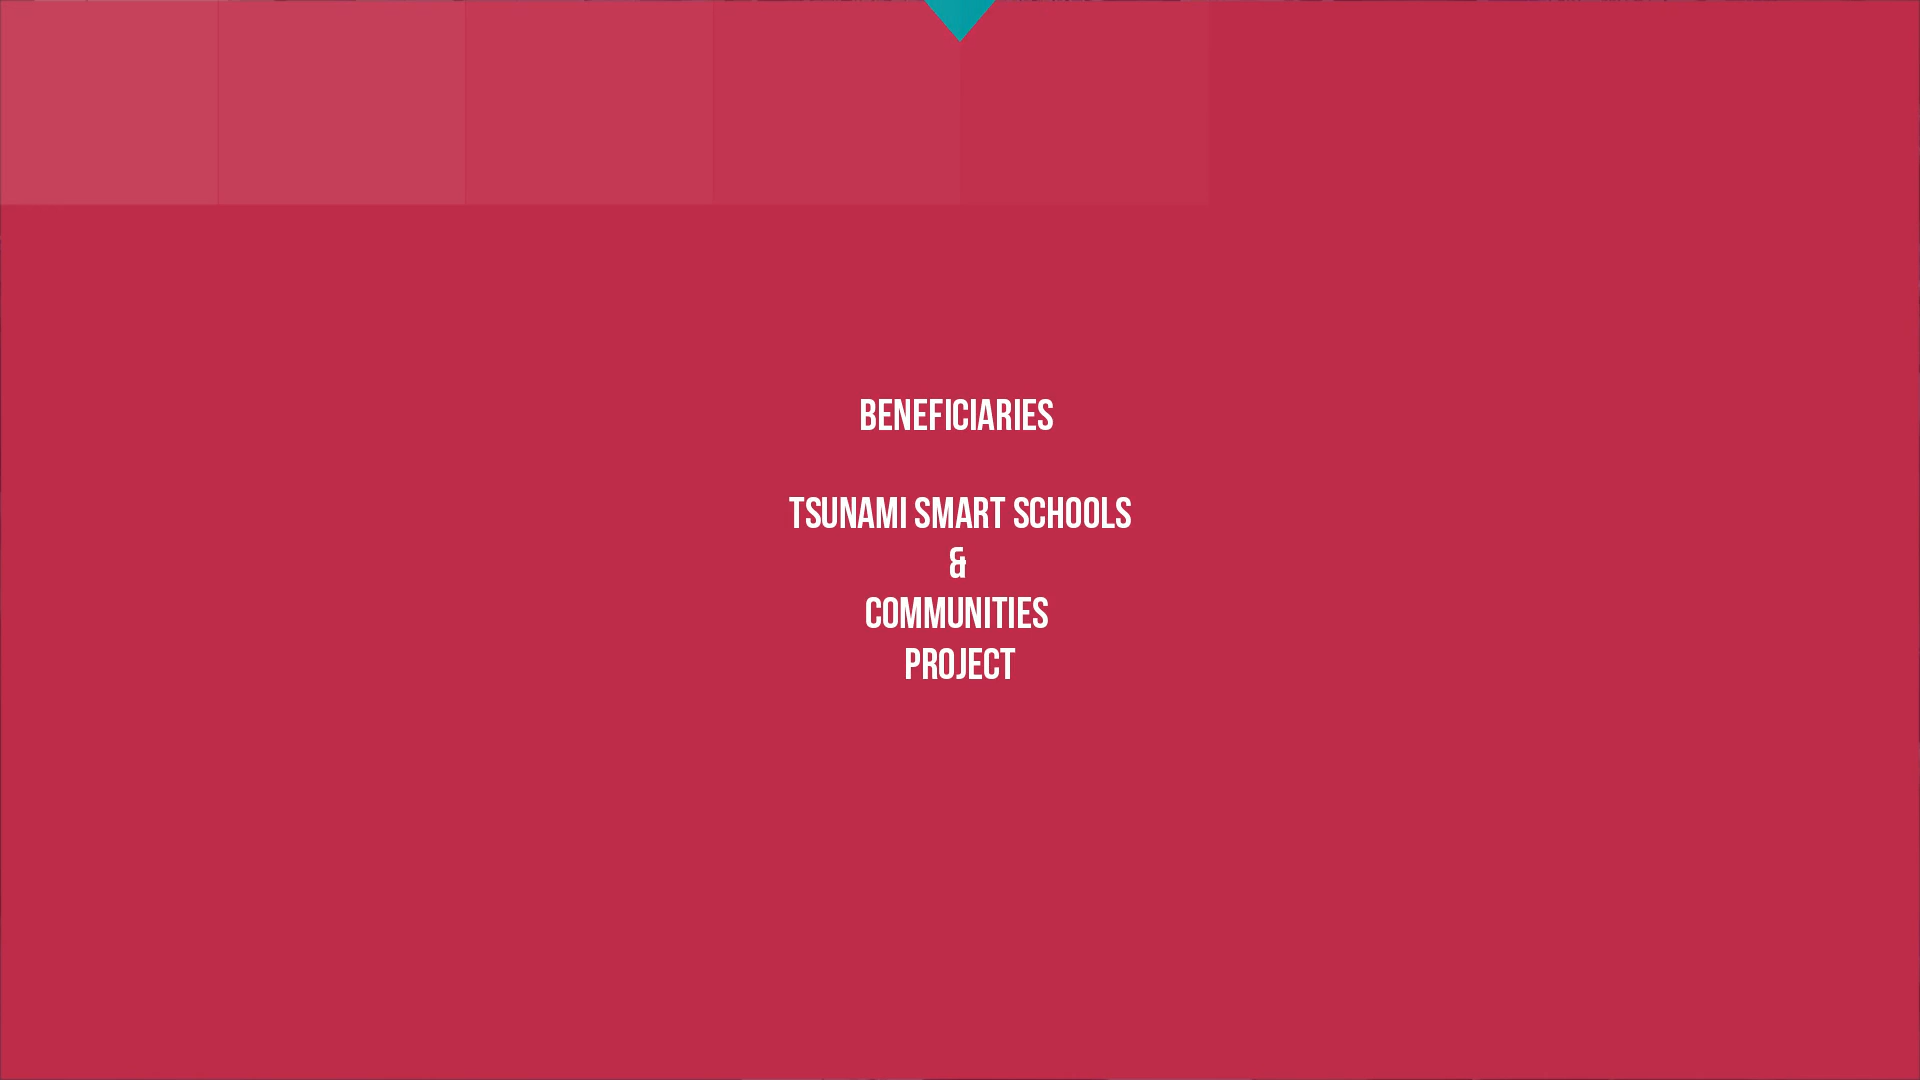 BENEFICIARIES
TSUNAMI SMART SCHOOLS
&
COMMUNITIES
PROJECT